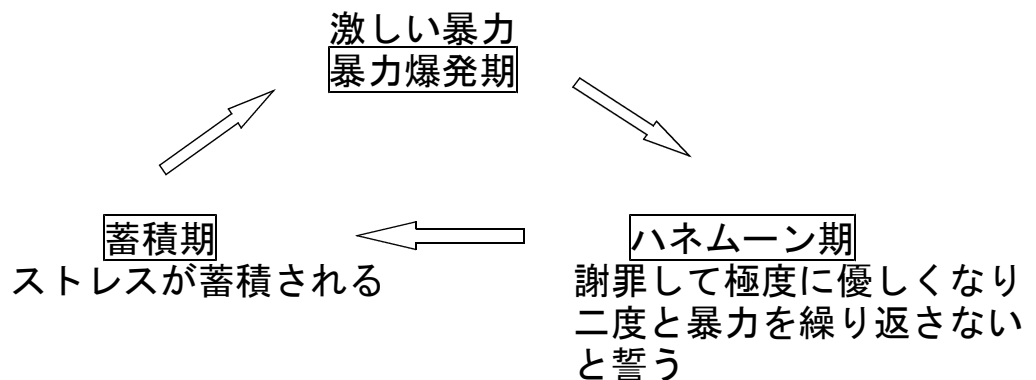 激しい暴力
暴力爆発期
蓄積期
ストレスが蓄積される
ハネムーン期
謝罪して極度に優しくなり
二度と暴力を繰り返さない
と誓う